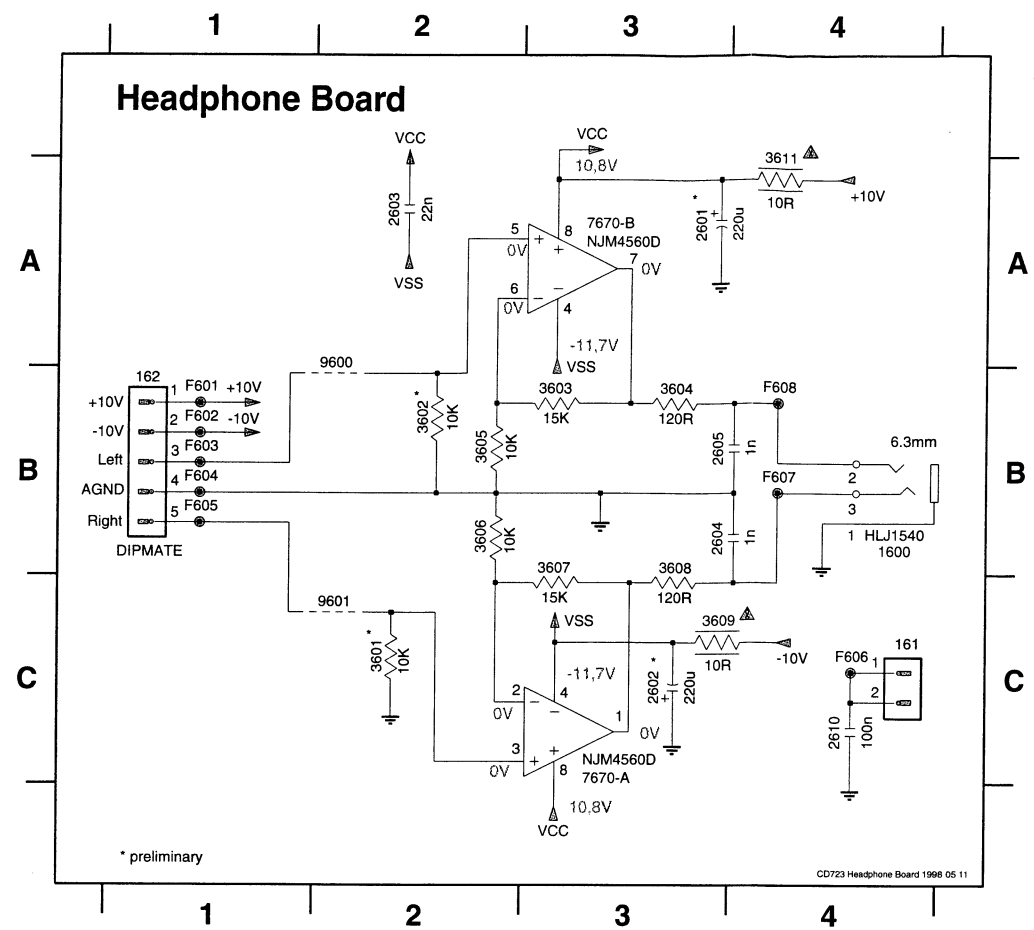 1 2 3 4
Headphone Board
VCC
VCC
10,8V
3611
10R
+10V
2603
22n
*
2601
+
220u
7670-B
NJM4560D
5
0V
+
8
+
7
0V
A
A
VSS
6
0V
−
−
4
-11,7V
VSS
9600
162
+10V
1
F601
+10V
-10V
2
F602
-10V
Left
3
F603
AGND
4
F604
Right
5
F605
DIPMATE
*
3602
10K
3603
15K
3604
120R
F608
3605
10K
2605
1n
6.3mm
B
B
2
F607
3
3606
10K
2604
1n
1
HLJ1540
1600
3607
15K
3608
120R
9601
*
3601
10K
VSS
3609
10R
-10V
-11,7V
*
2602
+
220u
161
F606
1
2
C
C
2
0V
−
4
−
1
0V
2610
100n
3
0V
+
+
8
NJM4560D
7670-A
10,8V
VCC
* preliminary
CD723 Headphone Board 1998 05 11
1 2 3 4